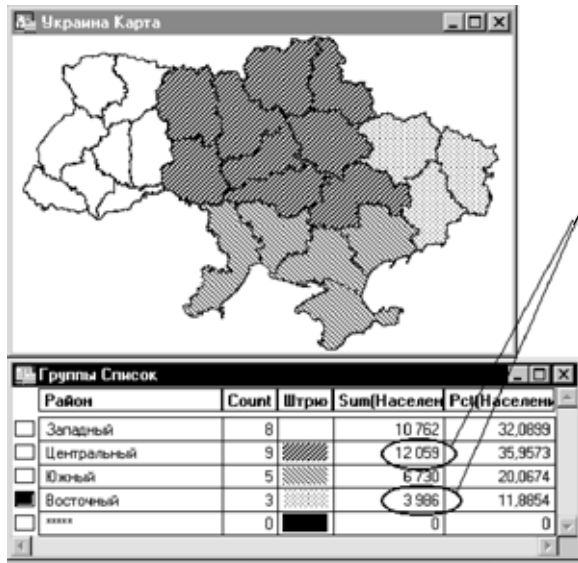 Украина Карта
Группы Список
Район Count Штрю Sum(Населен Pct(Населени
Западный 8 10 762 32,0899
Центральный 9 12 059 35,9573
Южный 5 6 730 20,0674
Восточный 3 3 986 11,8854
***** 0 0 0